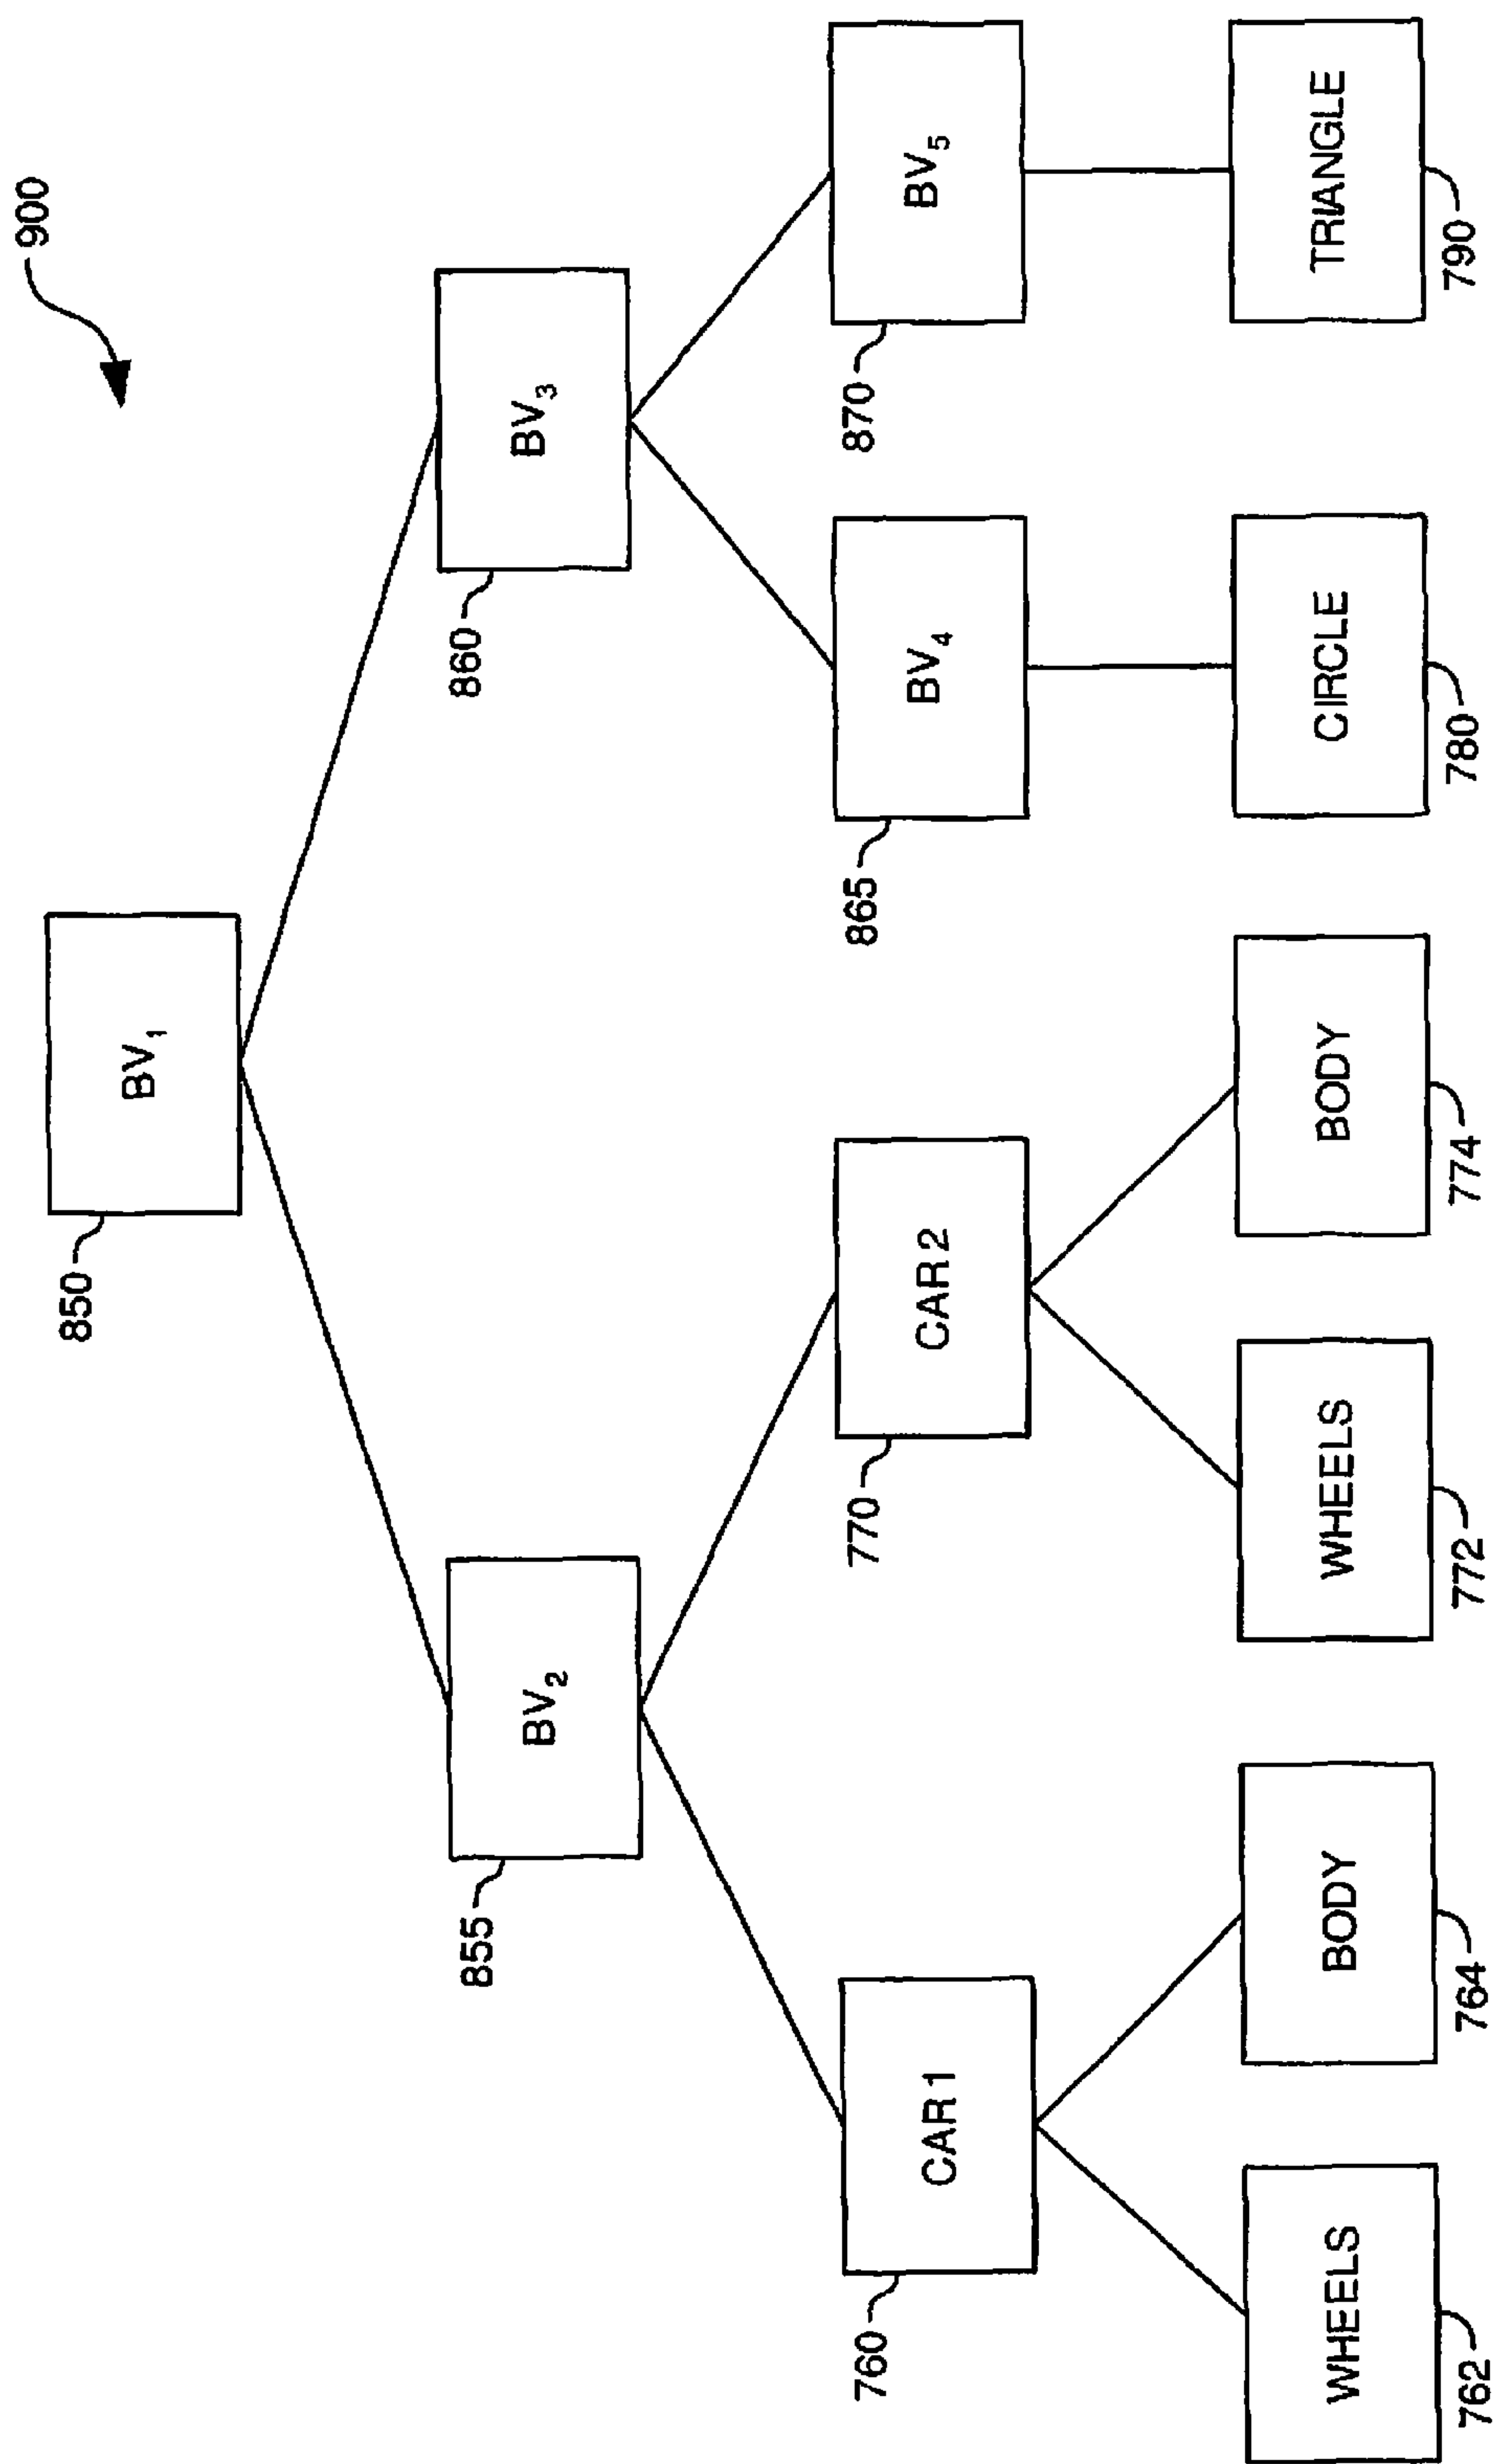 900
BV₁
850
BV₂
855
BV₃
860
CAR 1
760
CAR 2
770
BV₄
865
BV₅
870
WHEELS
762
BODY
764
WHEELS
772
BODY
774
CIRCLE
780
TRIANGLE
790